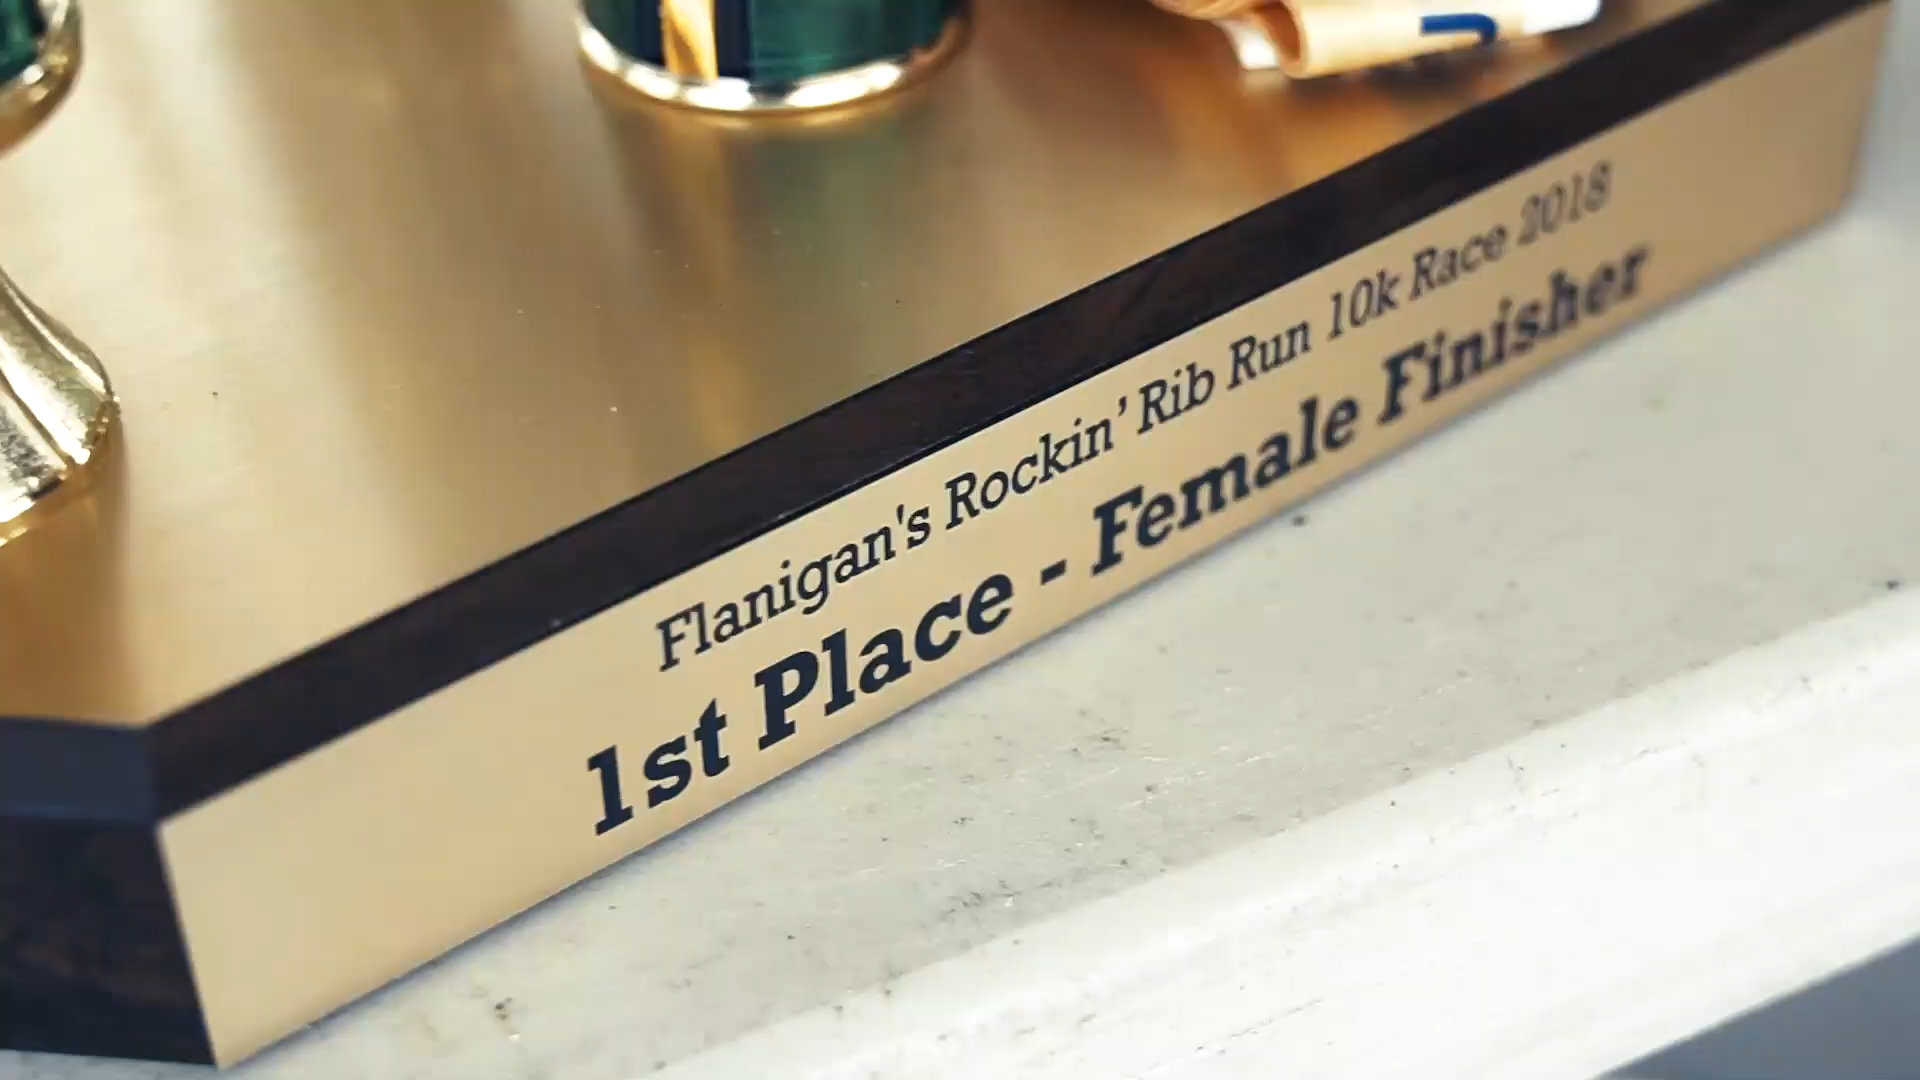 Flanigan's Rockin’ Rib Run 10k Race 2018
1st Place - Female Finisher